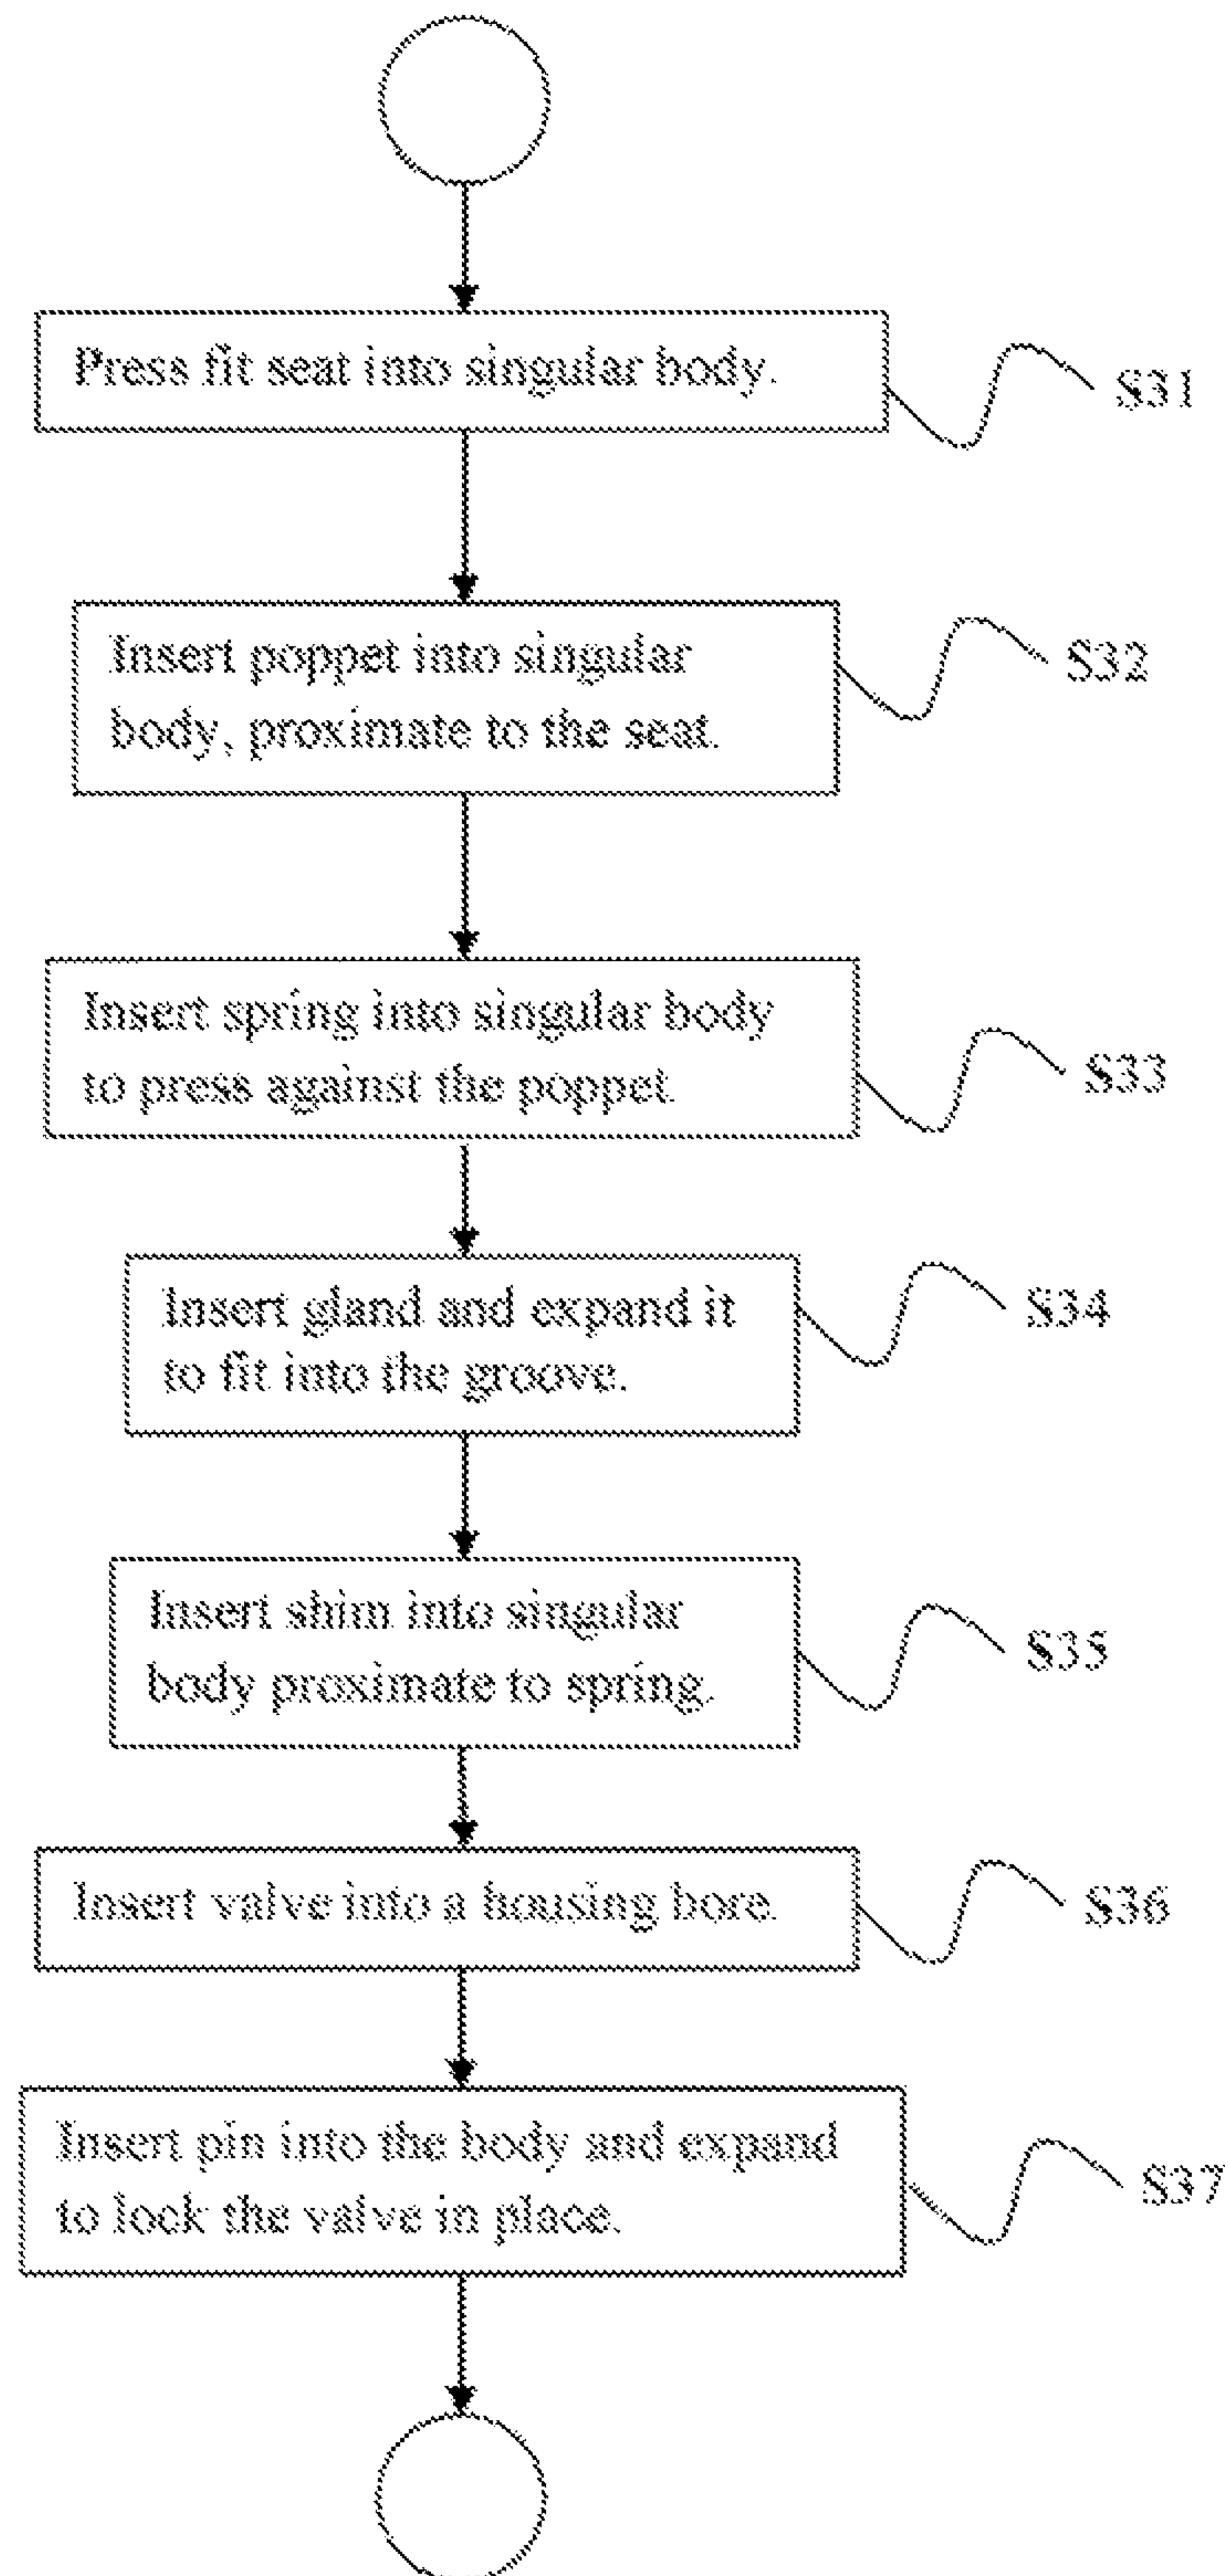 Press fit seat into singular body.
S31
Insert poppet into singular
body, proximate to the seat.
S32
Insert spring into singular body
to press against the poppet.
S33
Insert gland and expand it
to fit into the groove.
S34
Insert shim into singular
body proximate to spring.
S35
Insert valve into a housing bore.
S36
Insert pin into the body and expand
to lock the valve in place.
S37